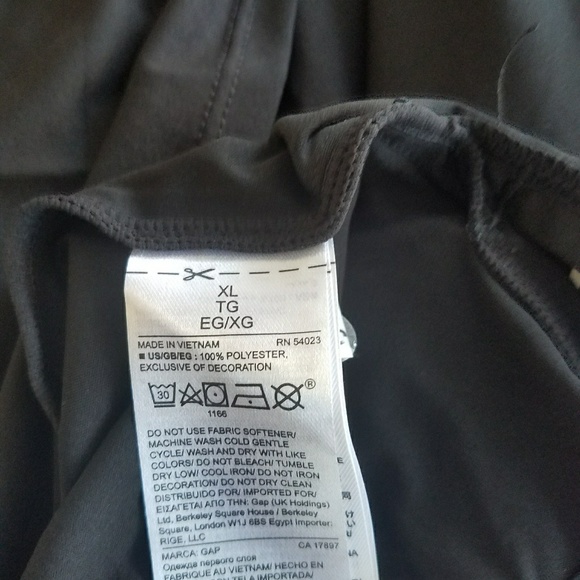 XL
TG
EG/XG
MADE IN VIETNAM RN 54023
■ US/GB/EG : 100% POLYESTER,
EXCLUSIVE OF DECORATION
30
®
1166
DO NOT USE FABRIC SOFTENER/
MACHINE WASH COLD GENTLE
CYCLE/ WASH AND DRY WITH LIKE
COLORS/ DO NOT BLEACH/ TUMBLE
DRY LOW/ COOL IRON/ DO NOT IRON
DECORATION/ DO NOT DRY CLEAN
DISTRIBUIDO POR/ IMPORTED FOR/
ΕΙΣΑΓΕΤΑΙ ΑΠΟ ΤΗΝ: Gap (UK Holdings)
Ltd, Berkeley Square House / Berkeley
Square, London W1J 6BS Egypt Importer:
RIGE, LLC
CA 17897
MARCA: GAP
Одежда первого слоя
FABRIQUÉ AU VIETNAM/ HECHO EN